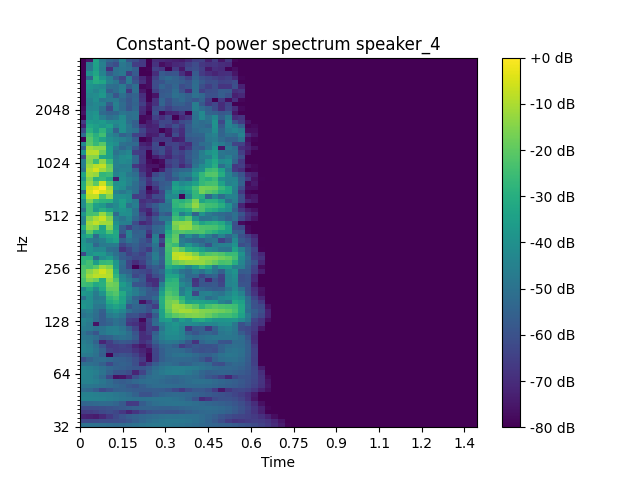 Constant-Q power spectrum speaker_4
Hz
2048
1024
512
256
128
64
32
0 0.15 0.3 0.45 0.6 0.75 0.9 1.1 1.2 1.4
Time
+0 dB
-10 dB
-20 dB
-30 dB
-40 dB
-50 dB
-60 dB
-70 dB
-80 dB